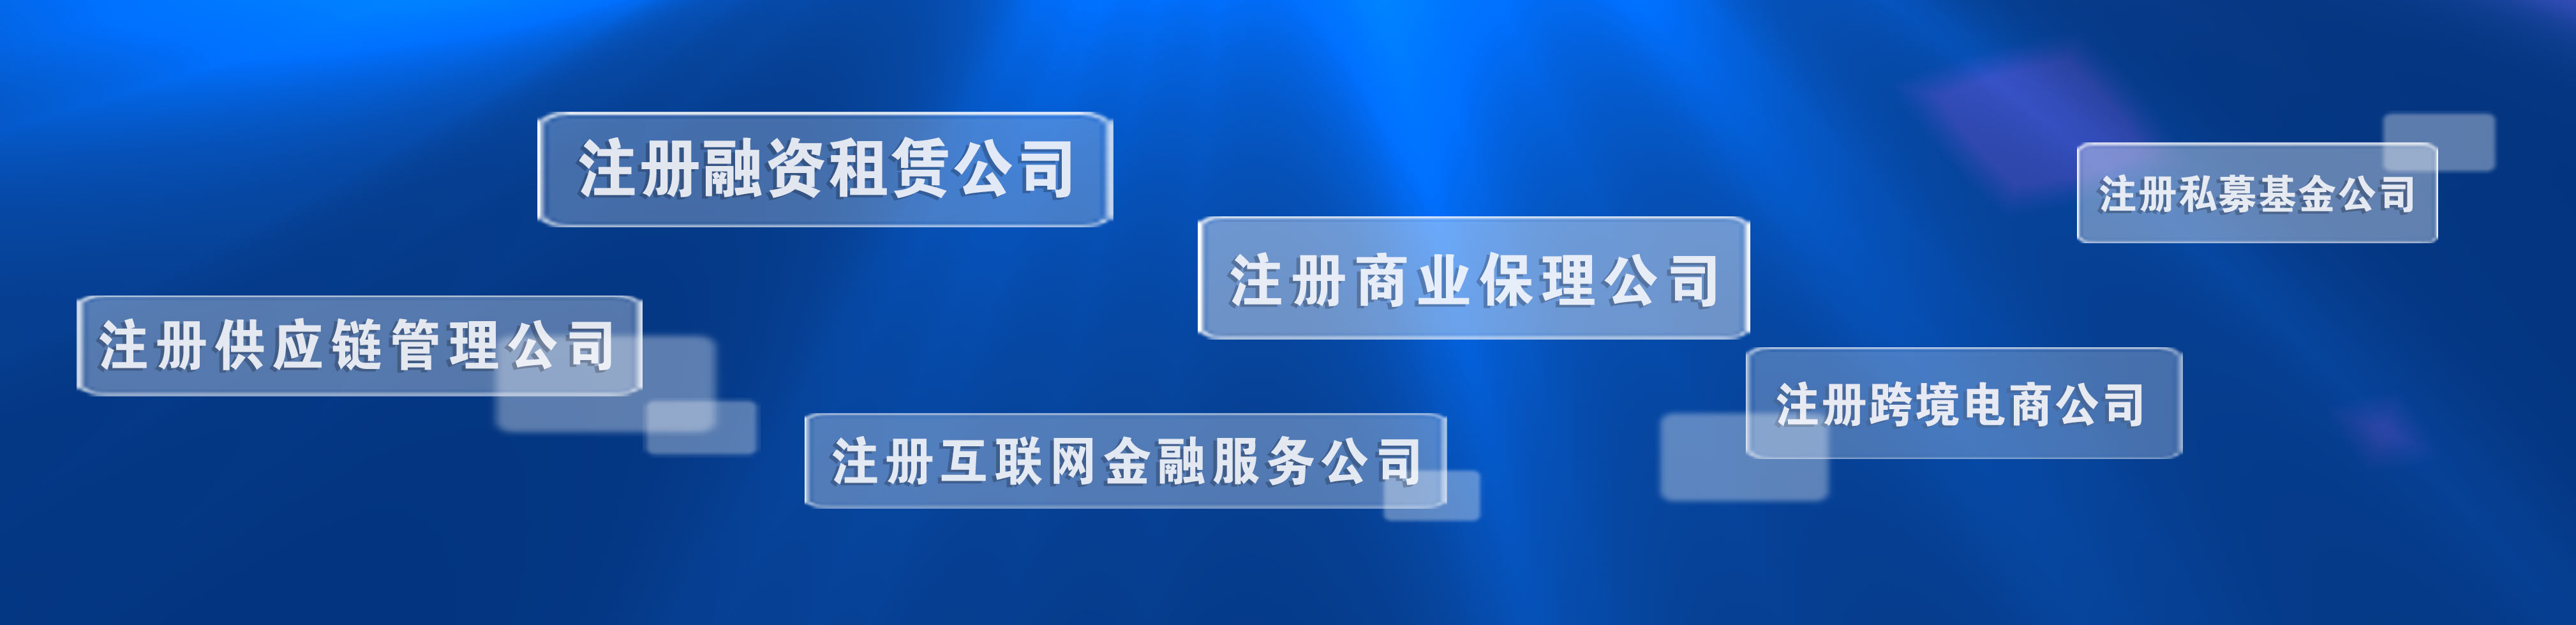 注册融资租赁公司
注册私募基金公司
注册商业保理公司
注册供应链管理公司
注册跨境电商公司
注册互联网金融服务公司